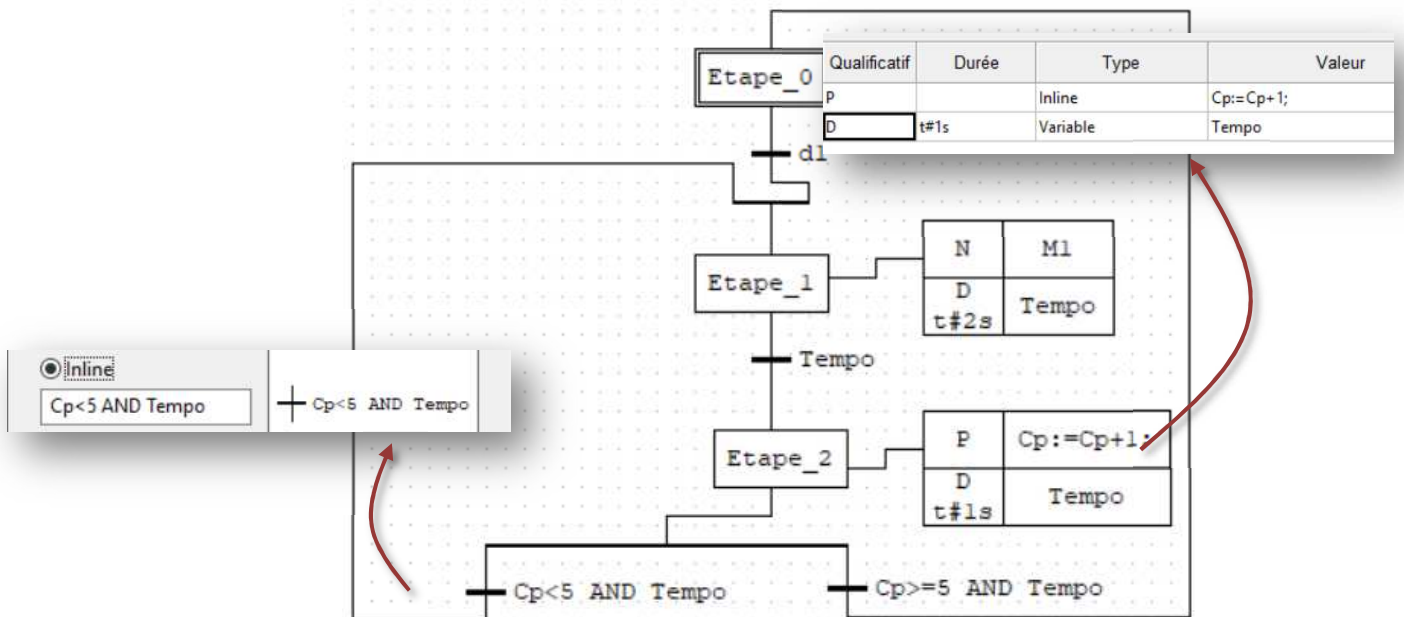 Etape_0
Qualificatif Durée Type Valeur
P Inline Cp:=Cp+1;
D t#1s Variable Tempo
d1
Etape_1
N M1
D t#2s Tempo
Tempo
Inline
Cp<5 AND Tempo
Cp<5 AND Tempo
Etape_2
P Cp:=Cp+1;
D t#1s Tempo
Cp<5 AND Tempo
Cp>=5 AND Tempo